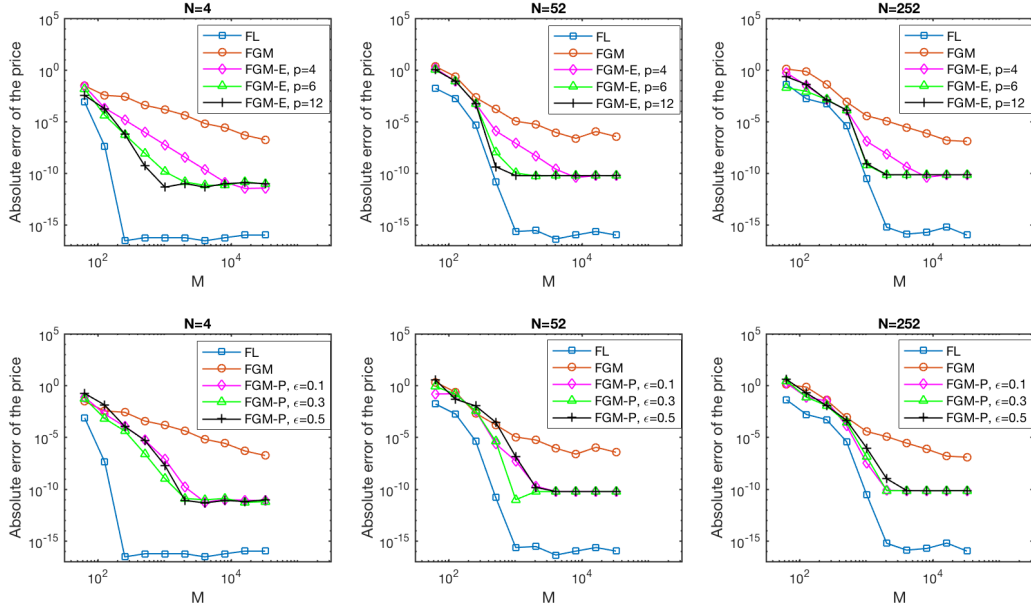 N=4
Absolute error of the price
10^5
10^0
10^-5
10^-10
10^-15
10^2
10^4
M
FL
FGM
FGM-E, p=4
FGM-E, p=6
FGM-E, p=12
N=52
Absolute error of the price
10^5
10^0
10^-5
10^-10
10^-15
10^2
10^4
M
FL
FGM
FGM-E, p=4
FGM-E, p=6
FGM-E, p=12
N=252
Absolute error of the price
10^5
10^0
10^-5
10^-10
10^-15
10^2
10^4
M
FL
FGM
FGM-E, p=4
FGM-E, p=6
FGM-E, p=12
N=4
Absolute error of the price
10^5
10^0
10^-5
10^-10
10^-15
10^2
10^4
M
FL
FGM
FGM-P, ϵ=0.1
FGM-P, ϵ=0.3
FGM-P, ϵ=0.5
N=52
Absolute error of the price
10^5
10^0
10^-5
10^-10
10^-15
10^2
10^4
M
FL
FGM
FGM-P, ϵ=0.1
FGM-P, ϵ=0.3
FGM-P, ϵ=0.5
N=252
Absolute error of the price
10^5
10^0
10^-5
10^-10
10^-15
10^2
10^4
M
FL
FGM
FGM-P, ϵ=0.1
FGM-P, ϵ=0.3
FGM-P, ϵ=0.5